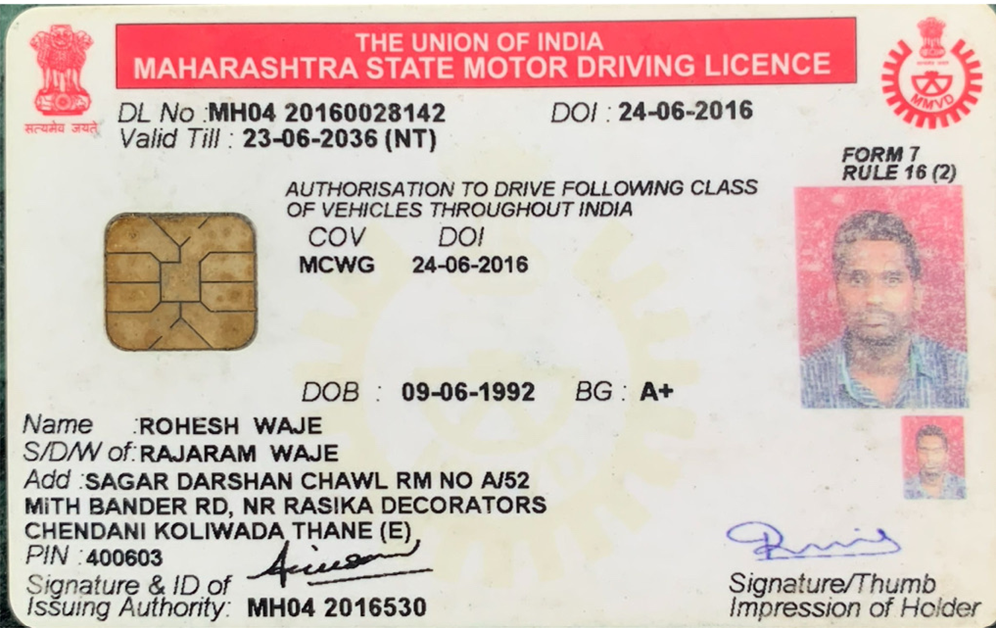 THE UNION OF INDIA
MAHARASHTRA STATE MOTOR DRIVING LICENCE
सत्यमेव जयते
MMVD
DL No : MH04 20160028142 DOI : 24-06-2016
Valid Till : 23-06-2036 (NT)
FORM 7
RULE 16 (2)
AUTHORISATION TO DRIVE FOLLOWING CLASS
OF VEHICLES THROUGHOUT INDIA
COV DOI
MCWG 24-06-2016
DOB : 09-06-1992 BG : A+
Name : ROHESH WAJE
S/D/W of : RAJARAM WAJE
Add : SAGAR DARSHAN CHAWL RM NO A/52
MiTH BANDER RD, NR RASIKA DECORATORS
CHENDANI KOLIWADA THANE (E)
PIN : 400603
Signature & ID of
Issuing Authority: MH04 2016530
Signature/Thumb
Impression of Holder